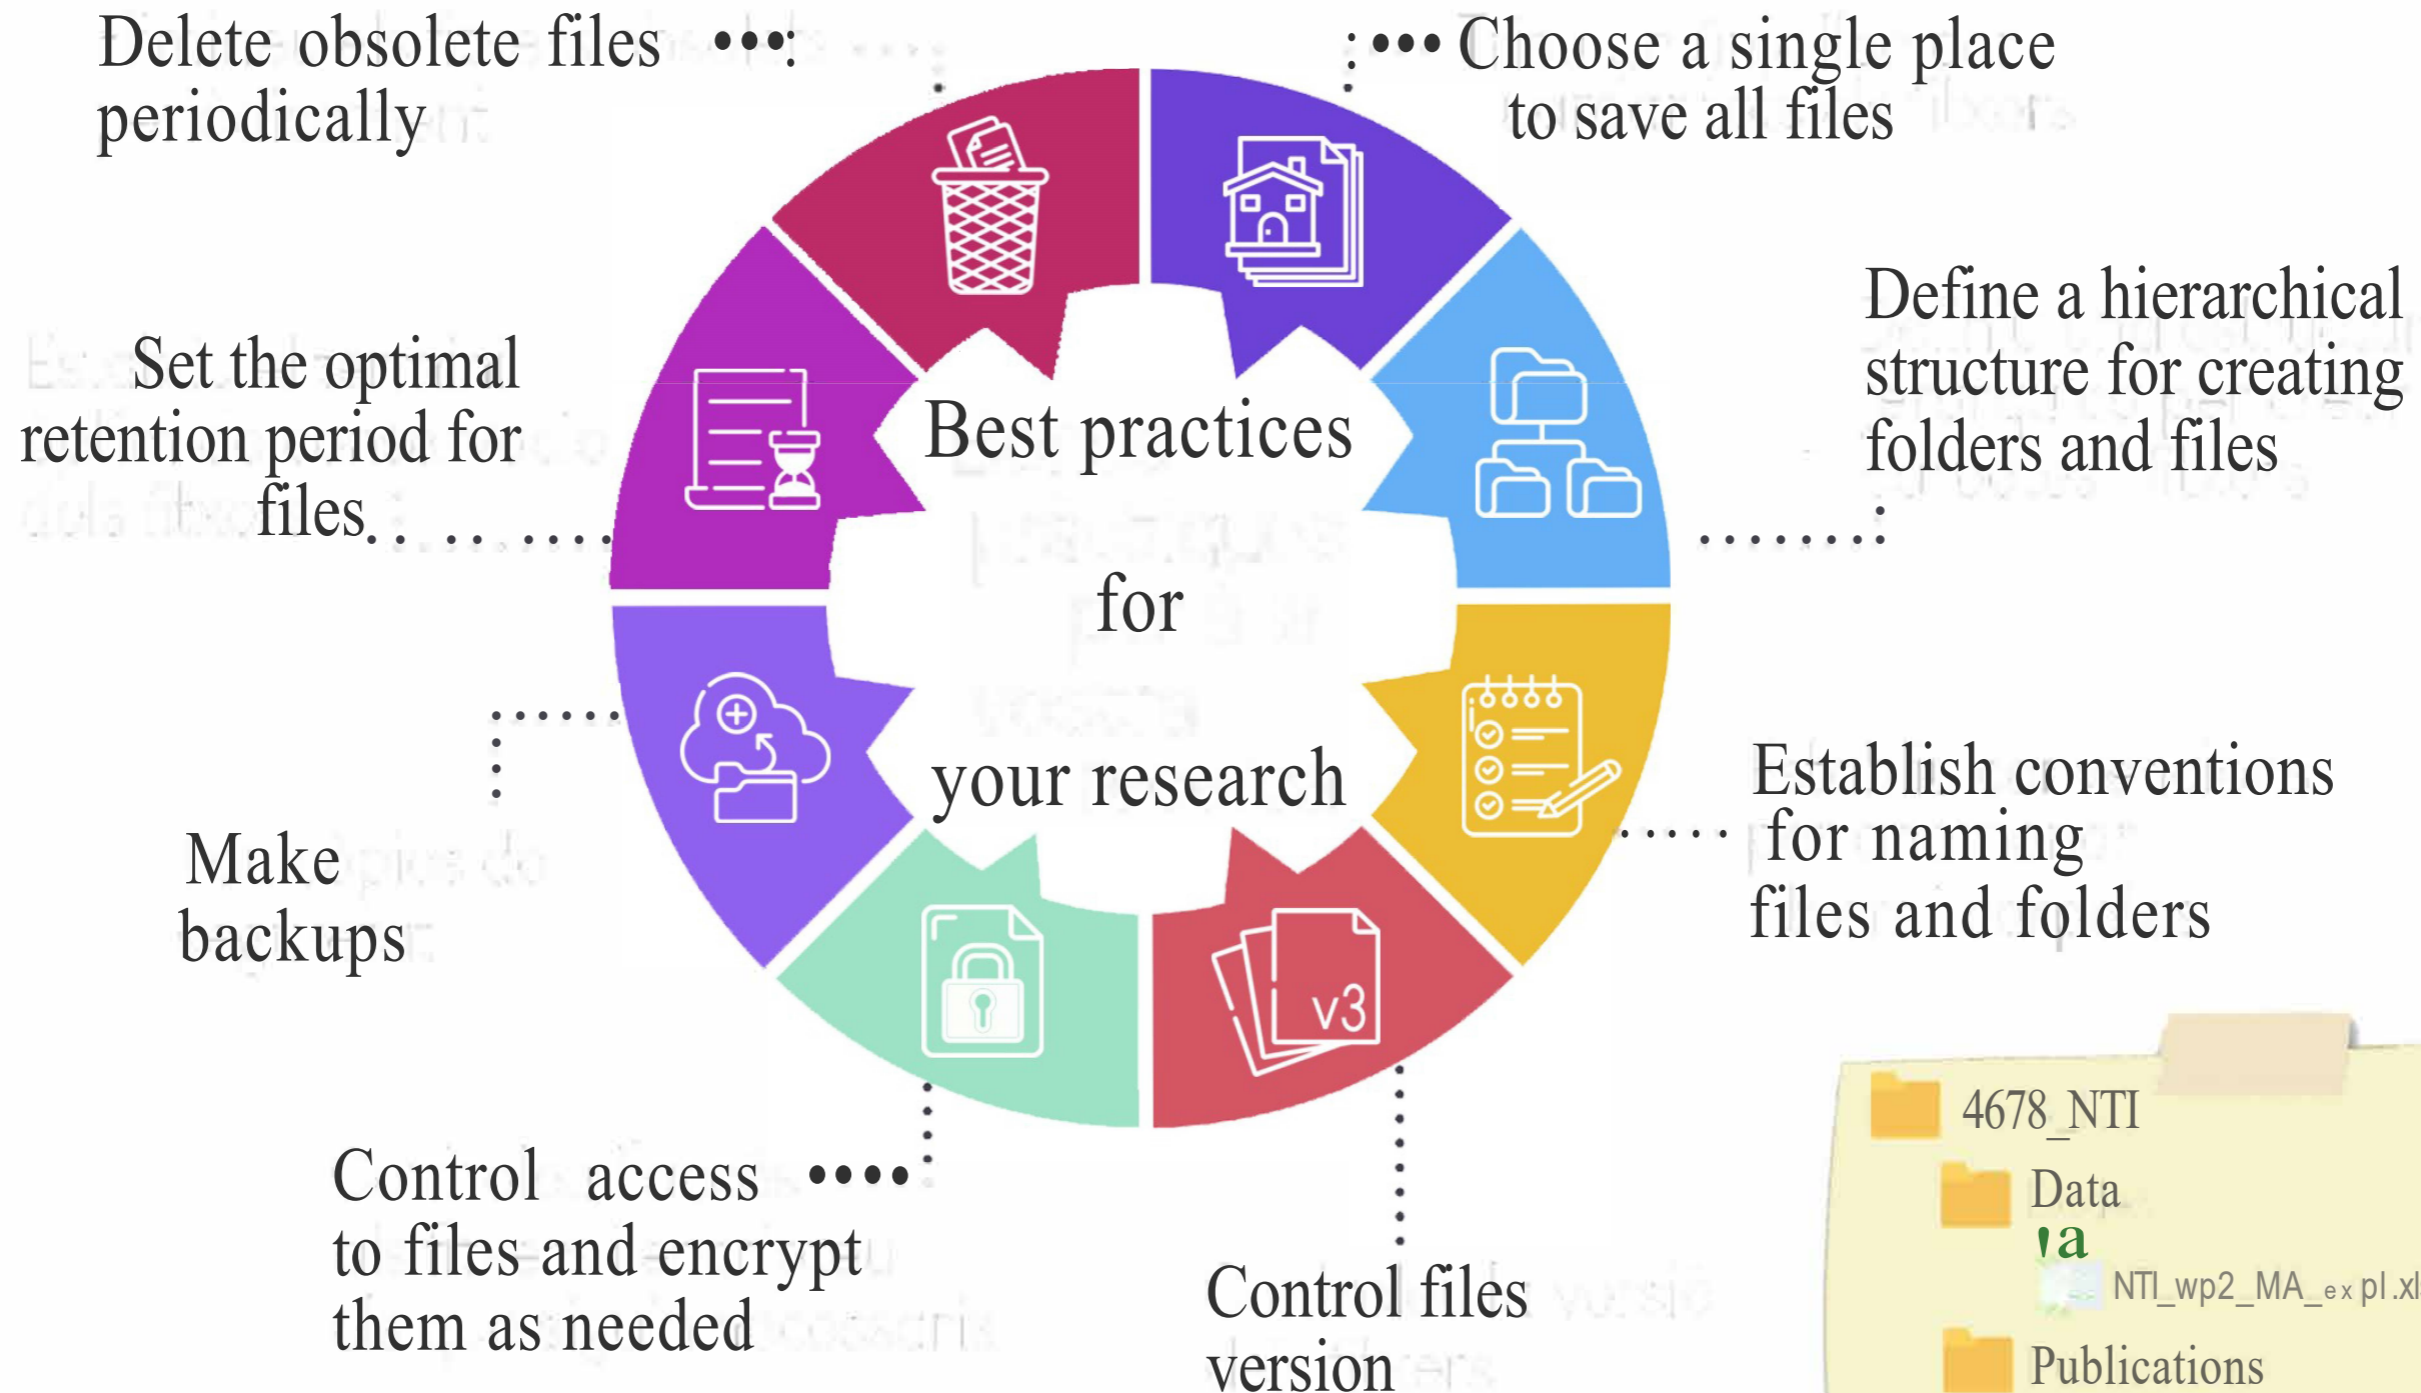 Delete obsolete files
periodically
Choose a single place
to save all files
Define a hierarchical
structure for creating
folders and files
Set the optimal
retention period for
files
Best practices
for
your research
Establish conventions
for naming
files and folders
Make
backups
v3
Control access
to files and encrypt
them as needed
Control files
version
4678_NTI
Data
Publications